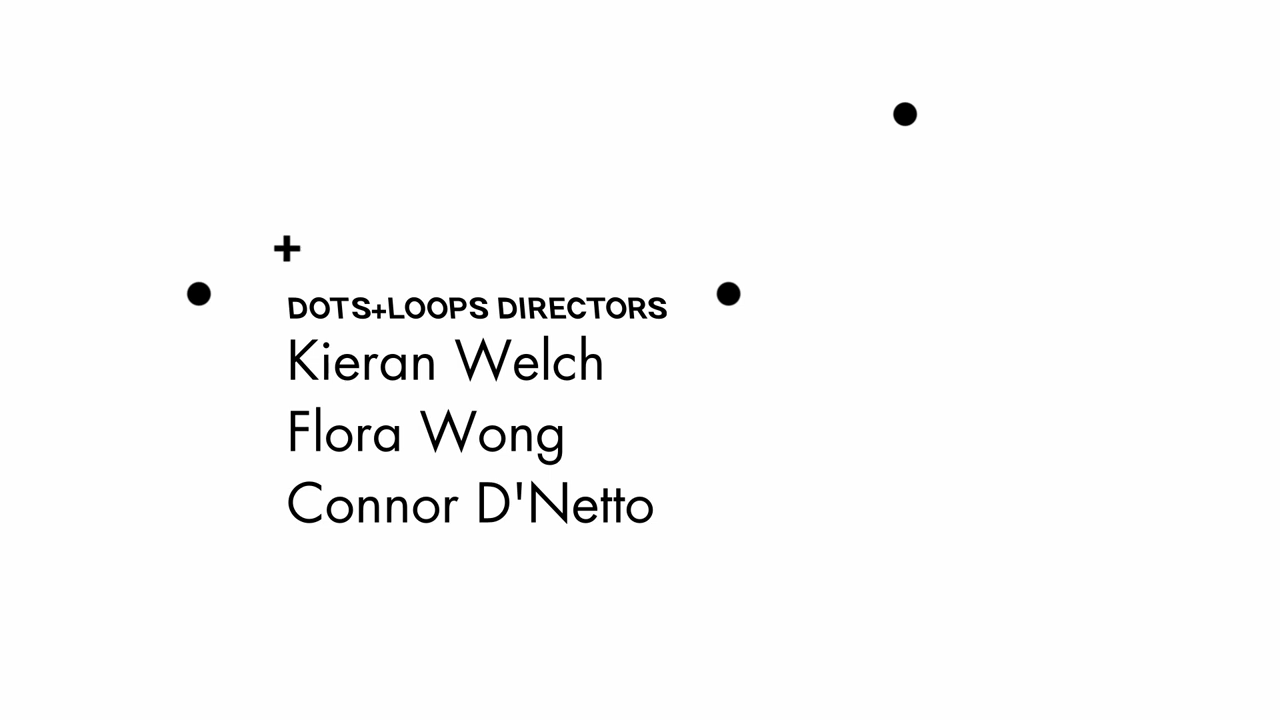 +
DOTS+LOOPS DIRECTORS
Kieran Welch
Flora Wong
Connor D'Netto